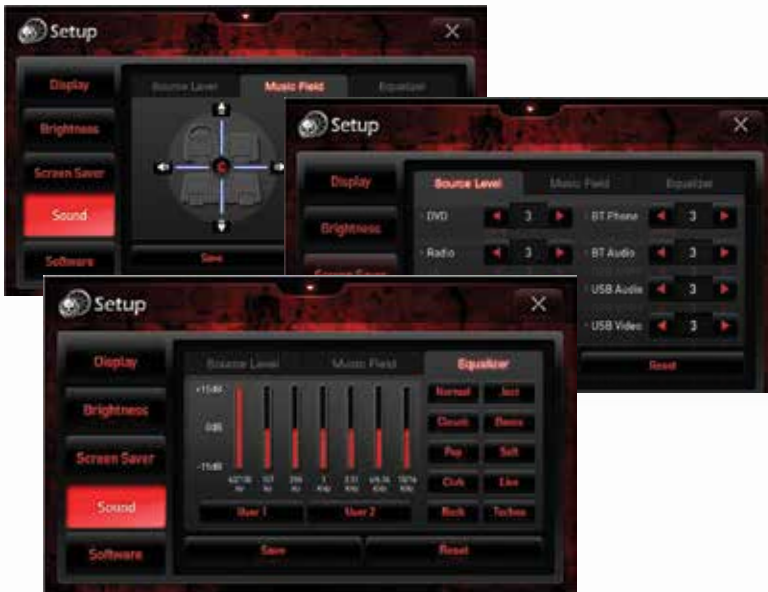 Setup
Display
Brightness
Screen Saver
Sound
Software
Source Level
Music Field
Equalizer
C
Save
Setup
Display
Brightness
Screen Saver
Source Level
Music Field
Equalizer
DVD
3
BT Phone
3
Radio
3
BT Audio
3
USB Audio
3
USB Video
3
Reset
Setup
Display
Brightness
Screen Saver
Sound
Software
Source Level
Music Field
Equalizer
+15dB
0dB
-15dB
Normal
Jazz
Classic
Dance
Pop
Soft
Club
Live
Rock
Techno
User 1
User 2
Save
Reset